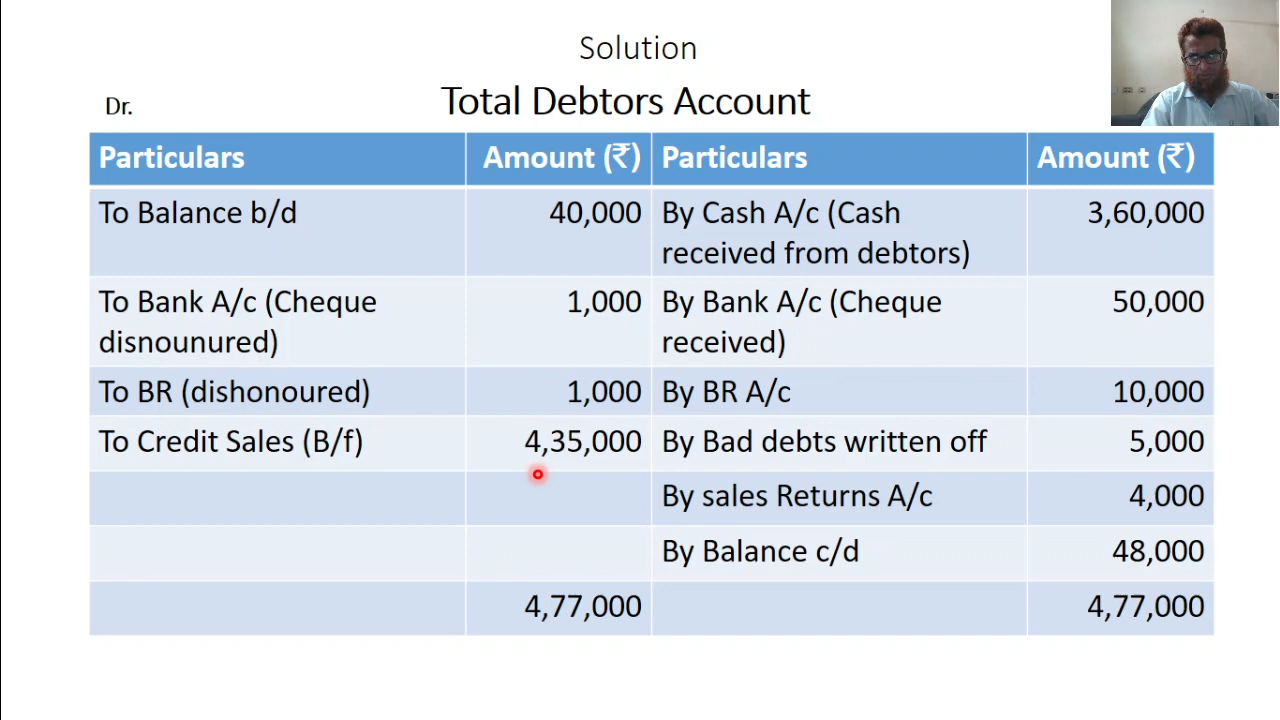 Solution
Dr.
Total Debtors Account
Particulars Amount (₹) Particulars Amount (₹)
To Balance b/d 40,000 By Cash A/c (Cash 3,60,000
received from debtors)
To Bank A/c (Cheque 1,000 By Bank A/c (Cheque 50,000
disnounured) received)
To BR (dishonoured) 1,000 By BR A/c 10,000
To Credit Sales (B/f) 4,35,000 By Bad debts written off 5,000
By sales Returns A/c 4,000
By Balance c/d 48,000
4,77,000 4,77,000